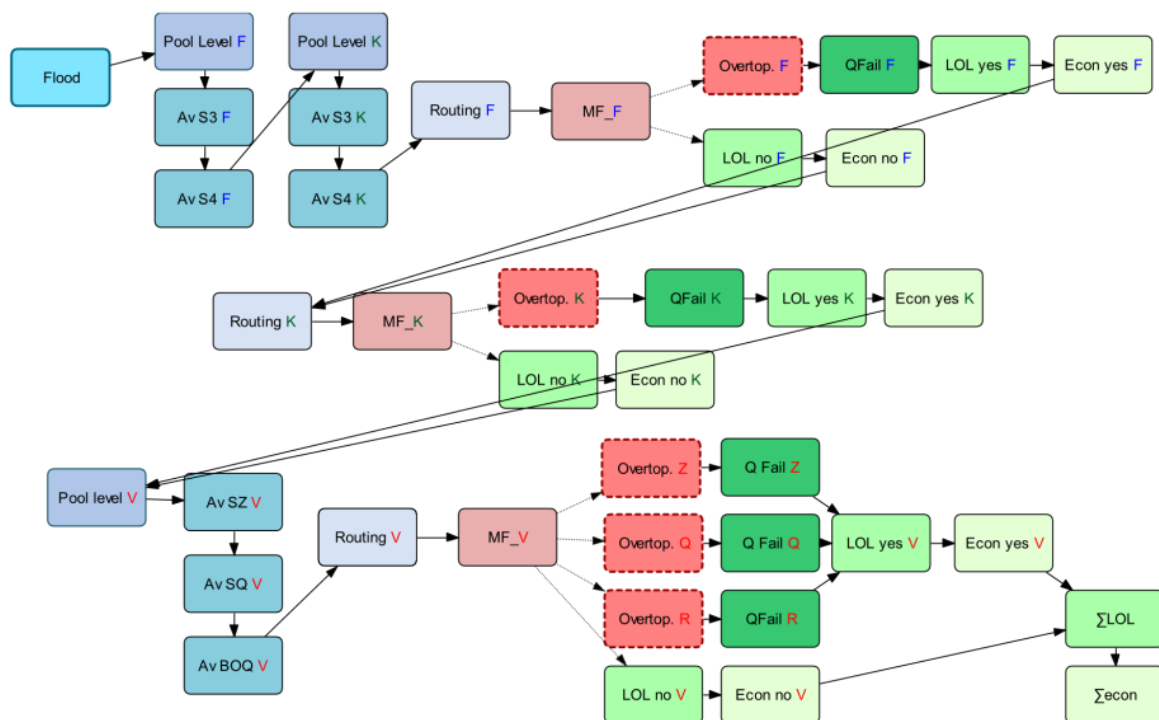 Flood
Pool Level F
Pool Level K
Av S3 F
Av S3 K
Av S4 F
Av S4 K
Routing F
MF_F
Overtop. F
QFail F
LOL yes F
Econ yes F
LOL no F
Econ no F
Routing K
MF_K
Overtop. K
QFail K
LOL yes K
Econ yes K
LOL no K
Econ no K
Pool level V
Av SZ V
Av SQ V
Av BOQ V
Routing V
MF_V
Overtop. Z
Q Fail Z
Overtop. Q
Q Fail Q
Overtop. R
QFail R
LOL yes V
Econ yes V
LOL no V
Econ no V
∑LOL
∑econ